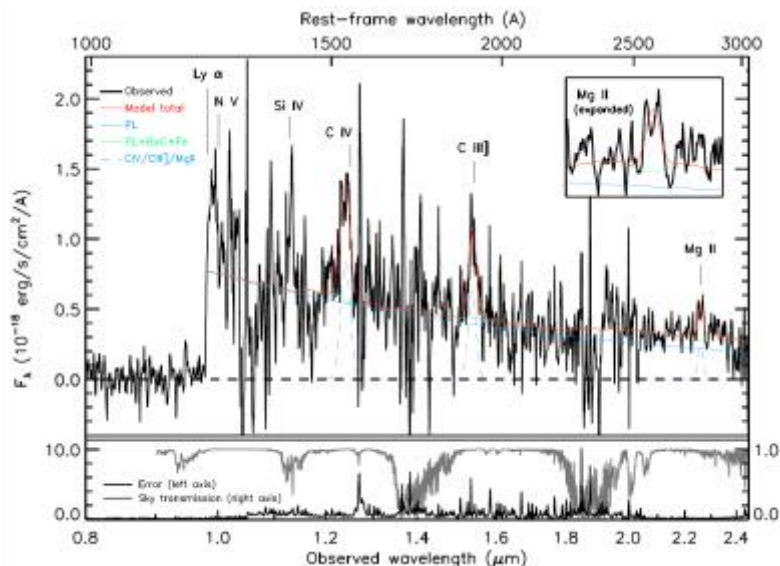 Rest-frame wavelength (A)
1000 1500 2000 2500 3000
Ly α
N V
Si IV
C IV
C III]
Mg II
Observed
Model total
PL
PL+BaC+Fe
CIV/CIII]/MgII
Mg II
(expanded)
2.0
1.5
1.0
0.5
0.0
F λ (10⁻¹⁸ erg/s/cm²/A)
10.0 1.0
Error (left axis)
Sky transmission (right axis)
0.0 0.0
0.8 1.0 1.2 1.4 1.6 1.8 2.0 2.2 2.4
Observed wavelength (μm)